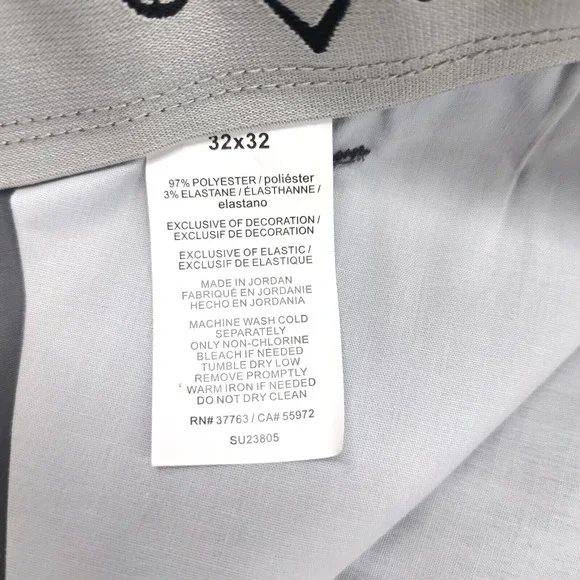 32x32
97% POLYESTER / poliéster
3% ELASTANE / ÉLASTHANNE /
elastano
EXCLUSIVE OF DECORATION /
EXCLUSIF DE DECORATION
EXCLUSIVE OF ELASTIC /
EXCLUSIF DE ELASTIQUE
MADE IN JORDAN
FABRIQUÉ EN JORDANIE
HECHO EN JORDANIA
MACHINE WASH COLD
SEPARATELY
ONLY NON-CHLORINE
BLEACH IF NEEDED
TUMBLE DRY LOW
REMOVE PROMPTLY
WARM IRON IF NEEDED
DO NOT DRY CLEAN
RN# 37763 / CA# 55972
SU23805